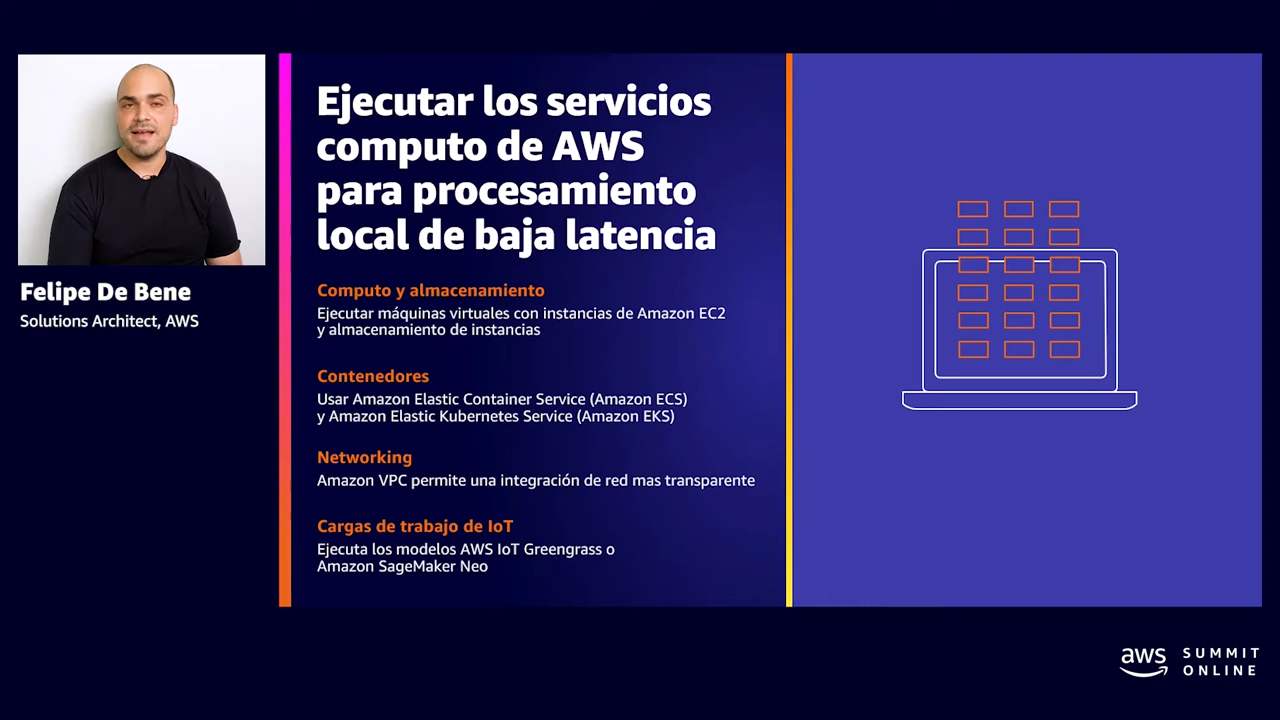 Ejecutar los servicios
computo de AWS
para procesamiento
local de baja latencia
Felipe De Bene
Solutions Architect, AWS
Computo y almacenamiento
Ejecutar máquinas virtuales con instancias de Amazon EC2
y almacenamiento de instancias
Contenedores
Usar Amazon Elastic Container Service (Amazon ECS)
y Amazon Elastic Kubernetes Service (Amazon EKS)
Networking
Amazon VPC permite una integración de red mas transparente
Cargas de trabajo de IoT
Ejecuta los modelos AWS IoT Greengrass o
Amazon SageMaker Neo
aws SUMMIT
ONLINE